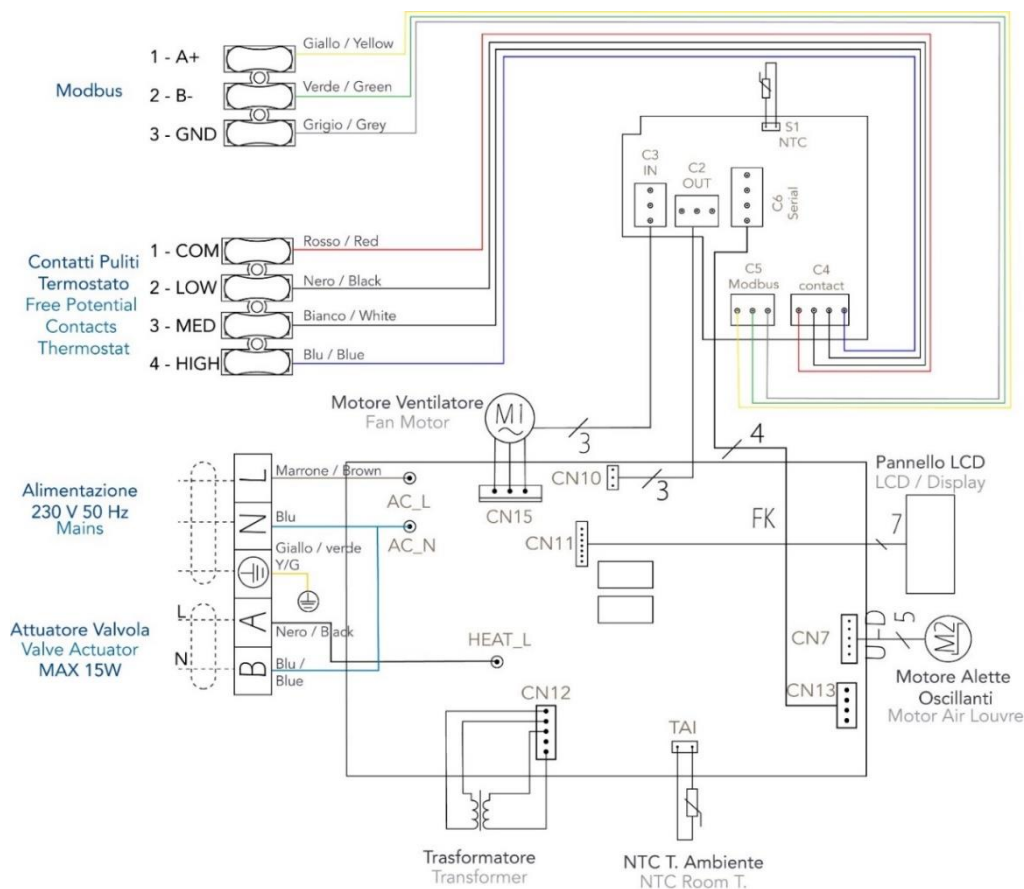 Giallo / Yellow
1 - A+
Modbus
Verde / Green
2 - B-
Grigio / Grey
3 - GND
S1
NTC
C3
IN
C2
OUT
C6
Serial
Rosso / Red
1 - COM
Contatti Puliti
Termostato
Free Potential
Contacts
Thermostat
Nero / Black
2 - LOW
Bianco / White
3 - MED
Blu / Blue
4 - HIGH
C5
Modbus
C4
contact
Motore Ventilatore
Fan Motor
M1
3
4
Alimentazione
230 V 50 Hz
Mains
L
Marrone / Brown
AC_L
N
Blu
AC_N
Giallo / verde
Y/G
CN15
CN10
3
CN11
FK
7
Pannello LCD
LCD / Display
Attuatore Valvola
Valve Actuator
MAX 15W
L
N
A
Nero / Black
B
Blu /
Blue
HEAT_L
CN7
U-D
5
M2
Motore Alette
Oscillanti
Motor Air Louvre
CN13
CN12
TAI
Trasformatore
Transformer
NTC T. Ambiente
NTC Room T.